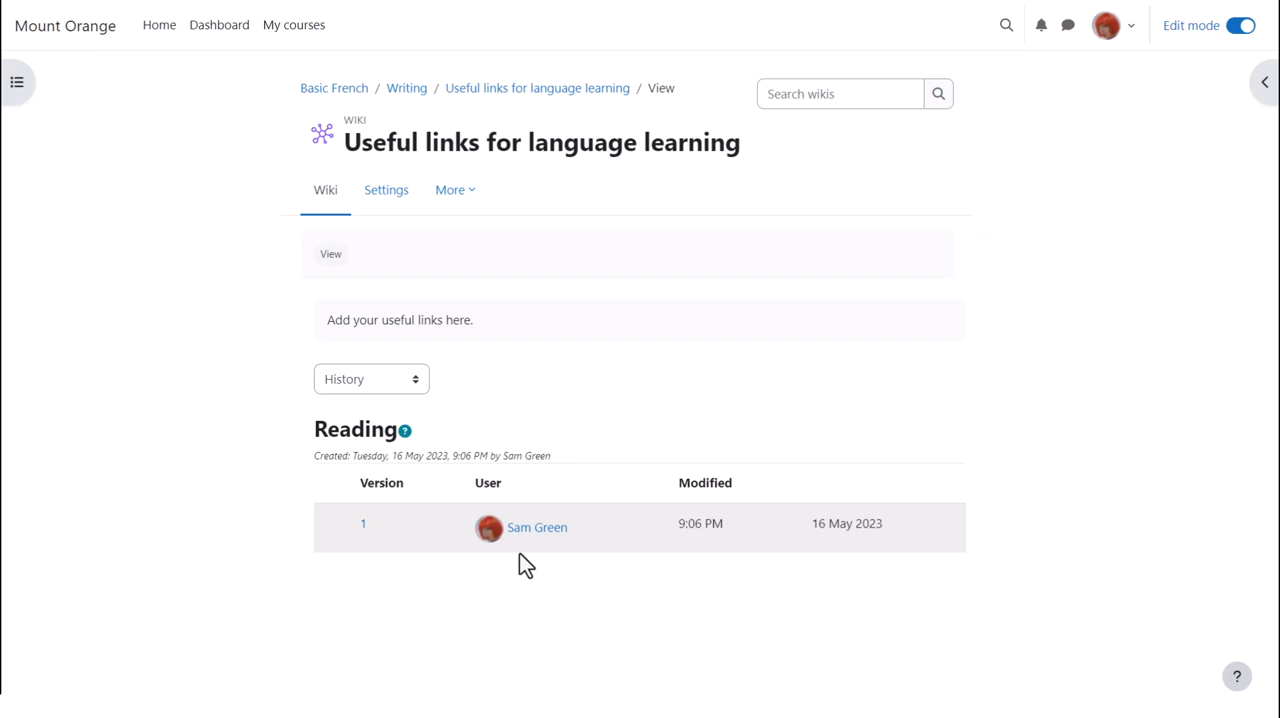 Mount Orange Home Dashboard My courses Edit mode
Basic French / Writing / Useful links for language learning / View Search wikis
WIKI
Useful links for language learning
Wiki Settings More
View
Add your useful links here.
History
Reading ?
Created: Tuesday, 16 May 2023, 9:06 PM by Sam Green
Version User Modified
1 Sam Green 9:06 PM 16 May 2023
?